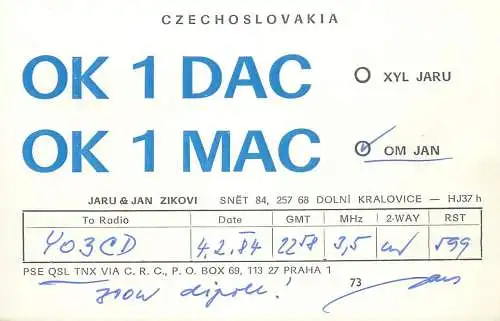 CZECHOSLOVAKIA
OK 1 DAC O XYL JARU
OK 1 MAC O OM JAN
JARU & JAN ZIKOVI SNĚT 84, 257 68 DOLNÍ KRALOVICE — HJ37 h
To Radio Date GMT MHz 2-WAY RST
YO3CD 4.2.84 2258 3,5 cw 599
PSE QSL TNX VIA C. R. C., P. O. BOX 69, 113 27 PRAHA 1 73 Jan
dipole!